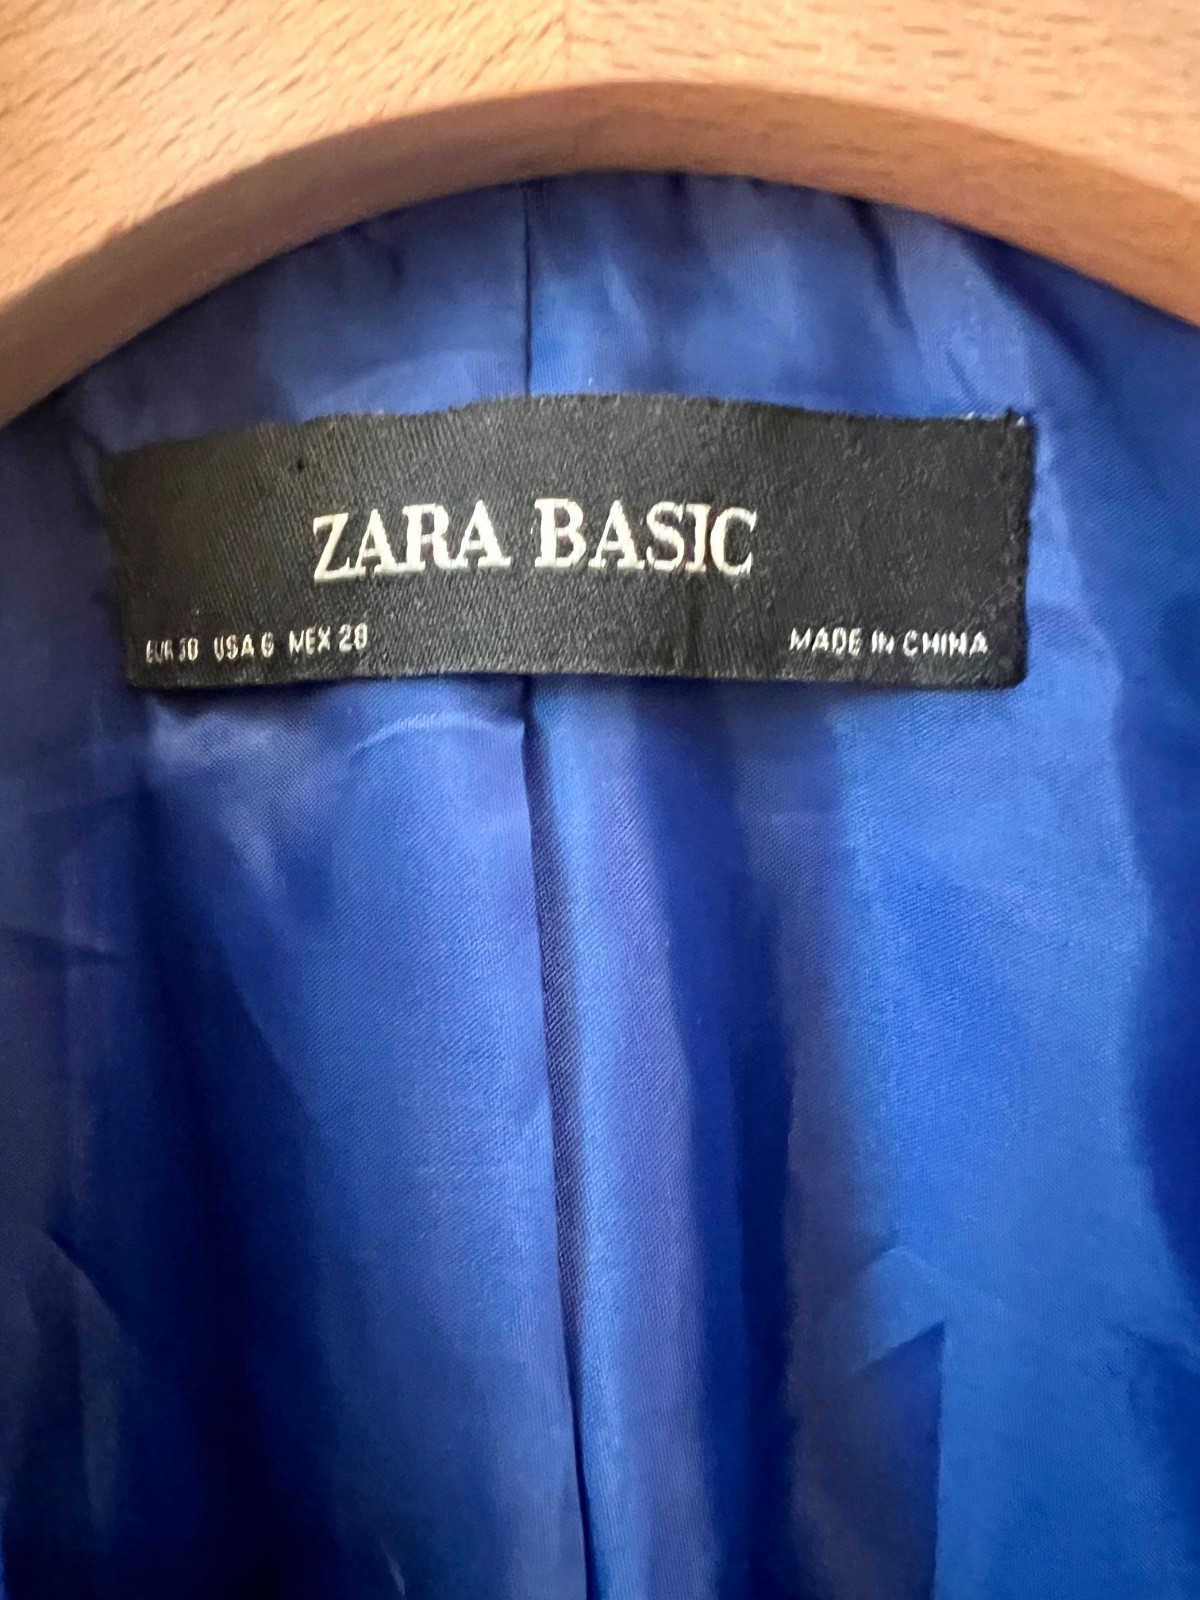 ZARA BASIC
EUR 38 USA 6 MEX 28
MADE IN CHINA